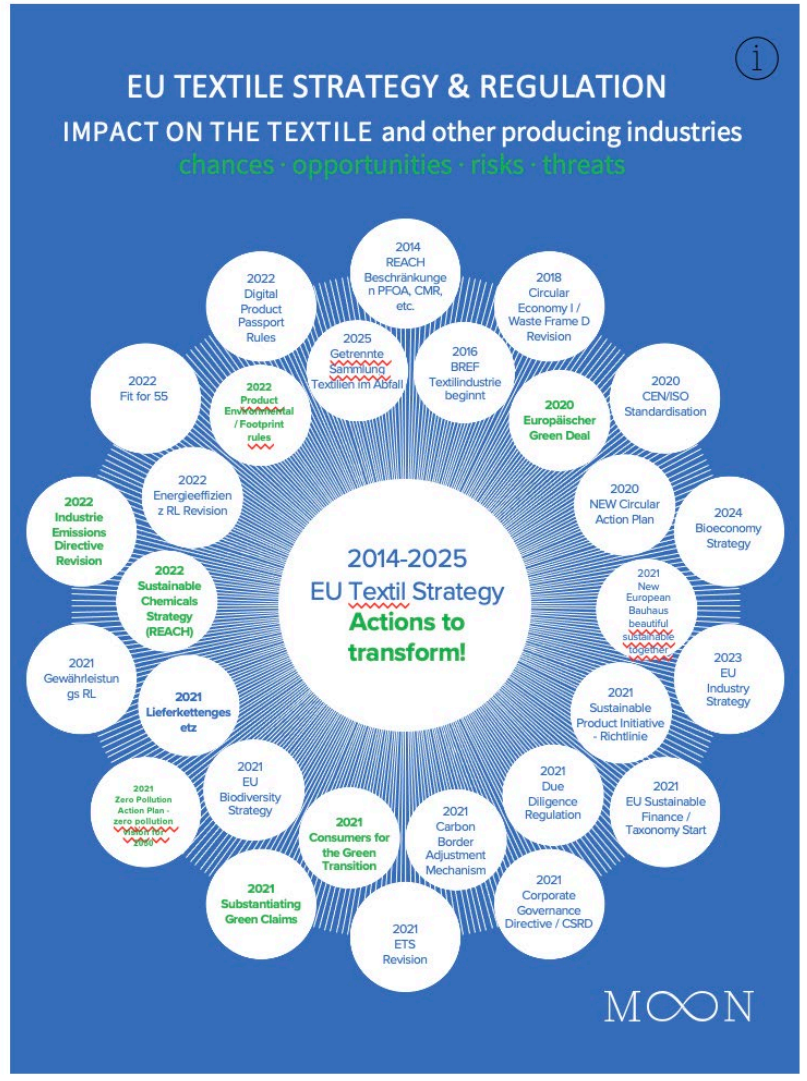 i
EU TEXTILE STRATEGY & REGULATION
IMPACT ON THE TEXTILE and other producing industries
chances · opportunities · risks · threats
2014
REACH
Beschränkunge
n PFOA, CMR,
etc.
2018
Circular
Economy I /
Waste Frame D
Revision
2020
CEN/ISO
Standardisation
2024
Bioeconomy
Strategy
2023
EU
Industry
Strategy
2021
EU Sustainable
Finance /
Taxonomy Start
2021
Corporate
Governance
Directive / CSRD
2021
ETS
Revision
2021
Substantiating
Green Claims
2021
Zero Pollution
Action Plan -
zero pollution
vision for
2050
2021
Gewährleistun
gs RL
2022
Industrie
Emissions
Directive
Revision
2022
Fit for 55
2022
Digital
Product
Passport
Rules
2025
Getrennte
Sammlung
Textilien im Abfall
2016
BREF
Textilindustrie
beginnt
2020
Europäischer
Green Deal
2020
NEW Circular
Action Plan
2021
New
European
Bauhaus
beautiful
sustainable
together
2021
Sustainable
Product Initiative
- Richtlinie
2021
Due
Diligence
Regulation
2021
Carbon
Border
Adjustment
Mechanism
2021
Consumers for
the Green
Transition
2021
EU
Biodiversity
Strategy
2021
Lieferkettenges
etz
2022
Sustainable
Chemicals
Strategy
(REACH)
2022
Energieeffizien
z RL Revision
2022
Product
Environmental
/ Footprint
rules
2014-2025
EU Textil Strategy
Actions to
transform!
MOON